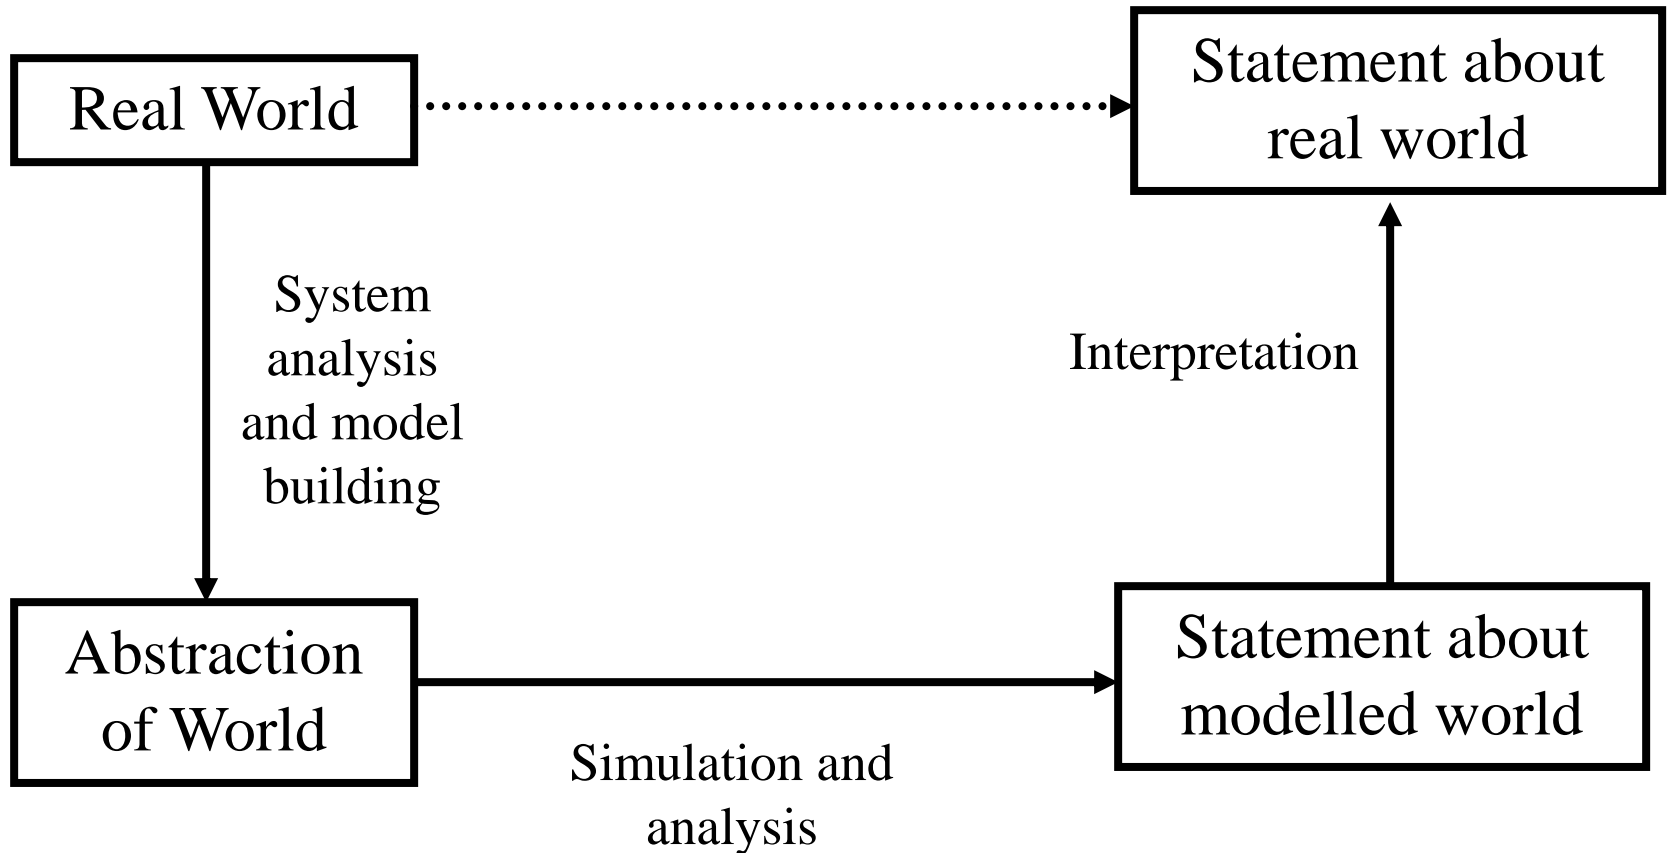 Real World
Statement about
real world
System
analysis
and model
building
Interpretation
Abstraction
of World
Statement about
modelled world
Simulation and
analysis